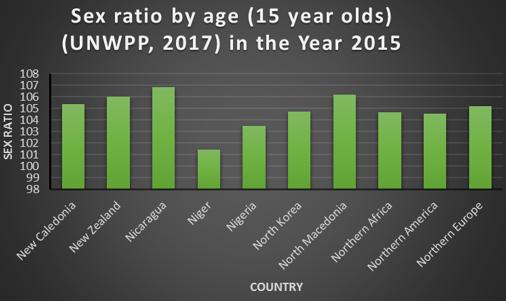 Sex ratio by age (15 year olds)
(UNWPP, 2017) in the Year 2015
108
107
106
105
104
103
102
101
100
99
98
SEX RATIO
New Caledonia
New Zealand
Nicaragua
Niger
Nigeria
North Korea
North Macedonia
Northern Africa
Northern America
Northern Europe
COUNTRY